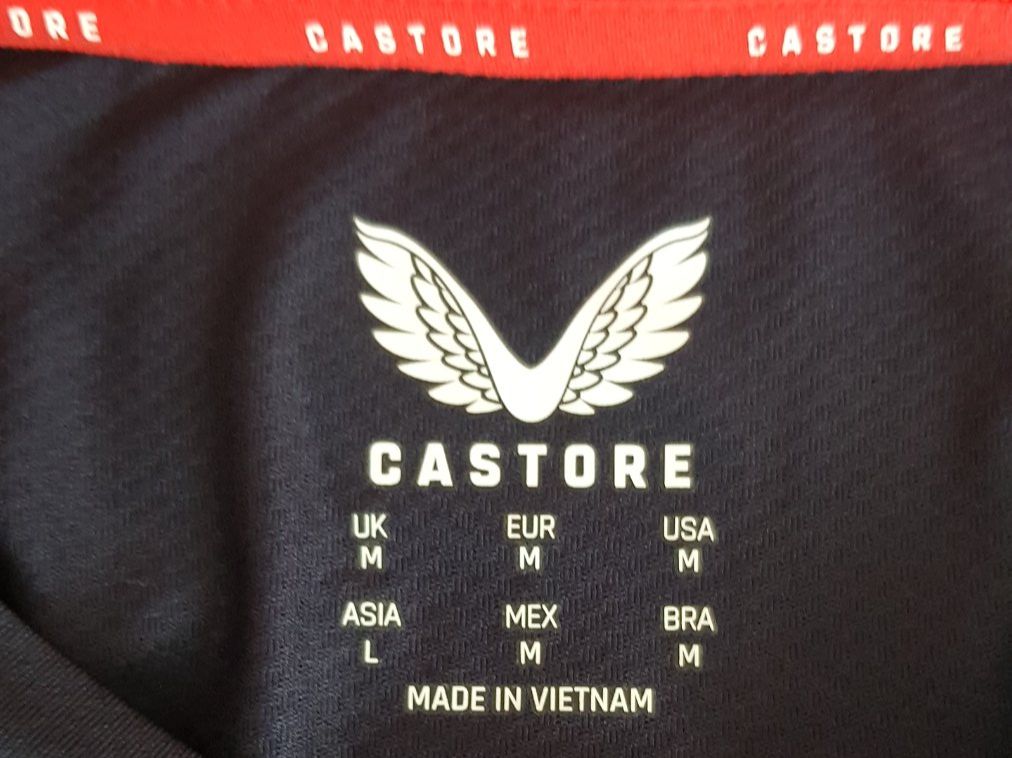 ORE CASTORE CASTORE
CASTORE
UK EUR USA
M M M
ASIA MEX BRA
L M M
MADE IN VIETNAM